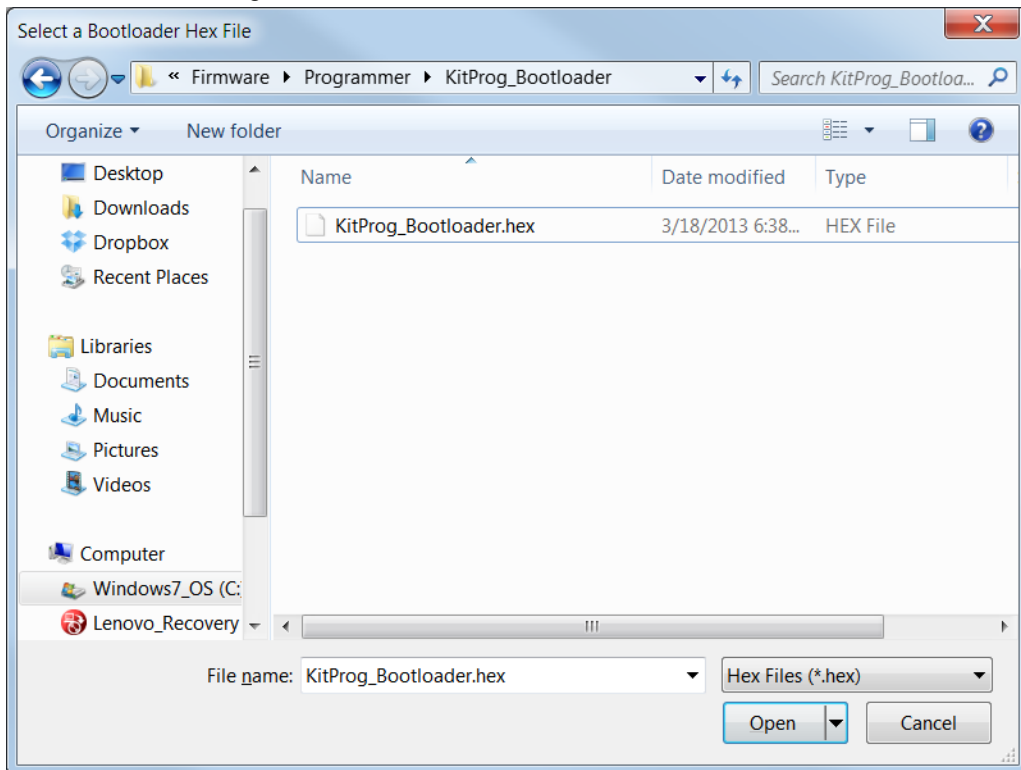 Select a Bootloader Hex File
X
« Firmware ▸ Programmer ▸ KitProg_Bootloader
Search KitProg_Bootloa...
Organize ▾ New folder
?
Desktop
Downloads
Dropbox
Recent Places
Libraries
Documents
Music
Pictures
Videos
Computer
Windows7_OS (C:
Lenovo_Recovery
Name Date modified Type
KitProg_Bootloader.hex 3/18/2013 6:38... HEX File
File name: KitProg_Bootloader.hex Hex Files (*.hex)
Open Cancel